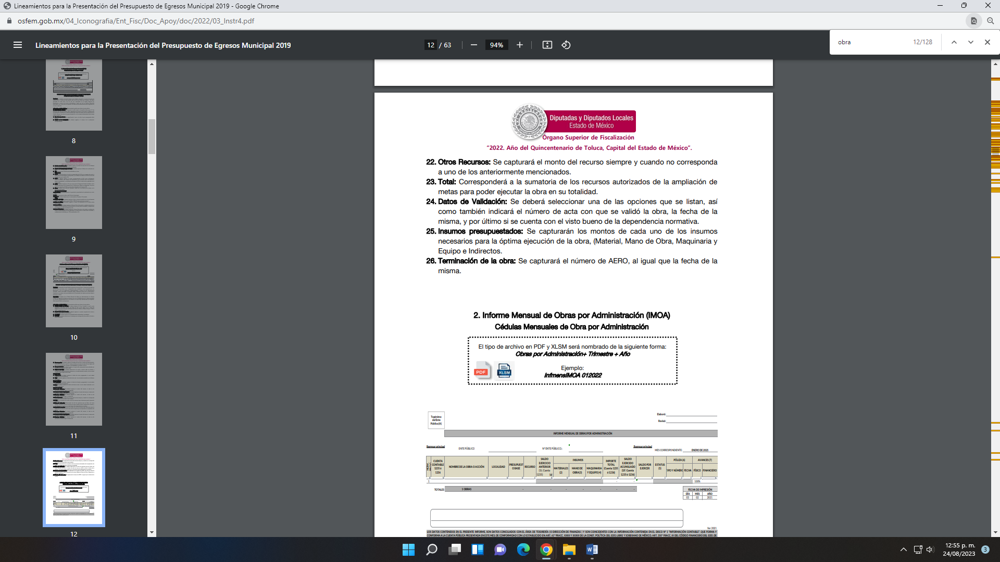 Lineamientos para la Presentación del Presupuesto de Egresos Municipal 2019 - Google Chrome
osfem.gob.mx/04_Iconografia/Ent_Fisc/Doc_Apoy/doc/2022/03_Instr4.pdf
Lineamientos para la Presentación del Presupuesto de Egresos Municipal 2019
12 / 63
94%
obra
12/128
8
9
10
11
12
Diputadas y Diputados Locales
Estado de México
Órgano Superior de Fiscalización
"2022. Año del Quincentenario de Toluca, Capital del Estado de México".
22. Otros Recursos: Se capturará el monto del recurso siempre y cuando no corresponda
a uno de los anteriormente mencionados.
23. Total: Corresponderá a la sumatoria de los recursos autorizados de la ampliación de
metas para poder ejecutar la obra en su totalidad.
24. Datos de Validación: Se deberá seleccionar una de las opciones que se listan, así
como también indicará el número de acta con que se validó la obra, la fecha de la
misma, y por último si se cuenta con el visto bueno de la dependencia normativa.
25. Insumos presupuestados: Se capturarán los montos de cada uno de los insumos
necesarios para la óptima ejecución de la obra, (Material, Mano de Obra, Maquinaria y
Equipo e Indirectos.
26. Terminación de la obra: Se capturará el número de AERO, al igual que la fecha de la
misma.
2. Informe Mensual de Obras por Administración (IMOA)
Cédulas Mensuales de Obra por Administración
El tipo de archivo en PDF y XLSM será nombrado de la siguiente forma:
Obras por Administración+ Trimestre + Año
PDF
XLSM
Ejemplo:
InfmensIMOA 012022
Topónimo
del Ente
Público(A)
Elaboró:
Revisó:
INFORME MENSUAL DE OBRAS POR ADMINISTRACIÓN
Regresar principal
ENTE PÚBLICO
N° ENTE PÚBLICO:
Regresar principal
MES CORRESPONDIENTE:
ENERO DE 2021
CUENTA CONTABLE 1235 ó 1236
NOMBRE DE LA OBRA O ACCIÓN
LOCALIDAD
PRESUPUESTO BASE
RECURSO
SALDO EJERCICIO ANTERIOR (SI. Cuenta 1235) (a)
INSUMOS
MATERIALES (2)
MANO DE OBRA(3)
MAQUINARIA Y EQUIPO(4)
IMPORTE TOTAL (Cuenta 1235 ó 1236)
SALDO EJERCIDO ACUMULADO (S.F. Cuenta 1235 ó 1236)
SALDO POR EJERCER
ESTATUS (5)
PÓLIZA (6)
TIPO Y NÚMERO
FECHA
AVANCES (7)
FÍSICO
FINANCIERO
1
100%
TOTALES
1 OBRAS
FECHA DE IMPRESIÓN
DÍA MES AÑO
03 02 2021
Ver 2021
LOS DATOS CONTENIDOS EN EL PRESENTE INFORME, SON DATOS CONCILIADOS CON EL ÁREA DE TESORERÍA (O DIRECCIÓN DE FINANZAS ) Y SON COINCIDENTES CON LA INFORMACIÓN CONTENIDA EN EL DISCO N° 1 "INFORMACIÓN CONTABLE", QUE FORMA Y
CONFORMA A LA CUENTA PÚBLICA PRESENTADA EN ESTE MES; DE CONFORMIDAD CON LO ESTABLECIDO EN: ART. 61° FRACC. XXXII Y XXXIII DE LA CONST. POLÍTICA DEL EDO. LIBRE Y SOBERANO DE MÉXICO; ART. 350° FRACC. III DEL CÓDIGO FINANCIERO DEL EDO. DE
12:55 p. m.
24/08/2023
3